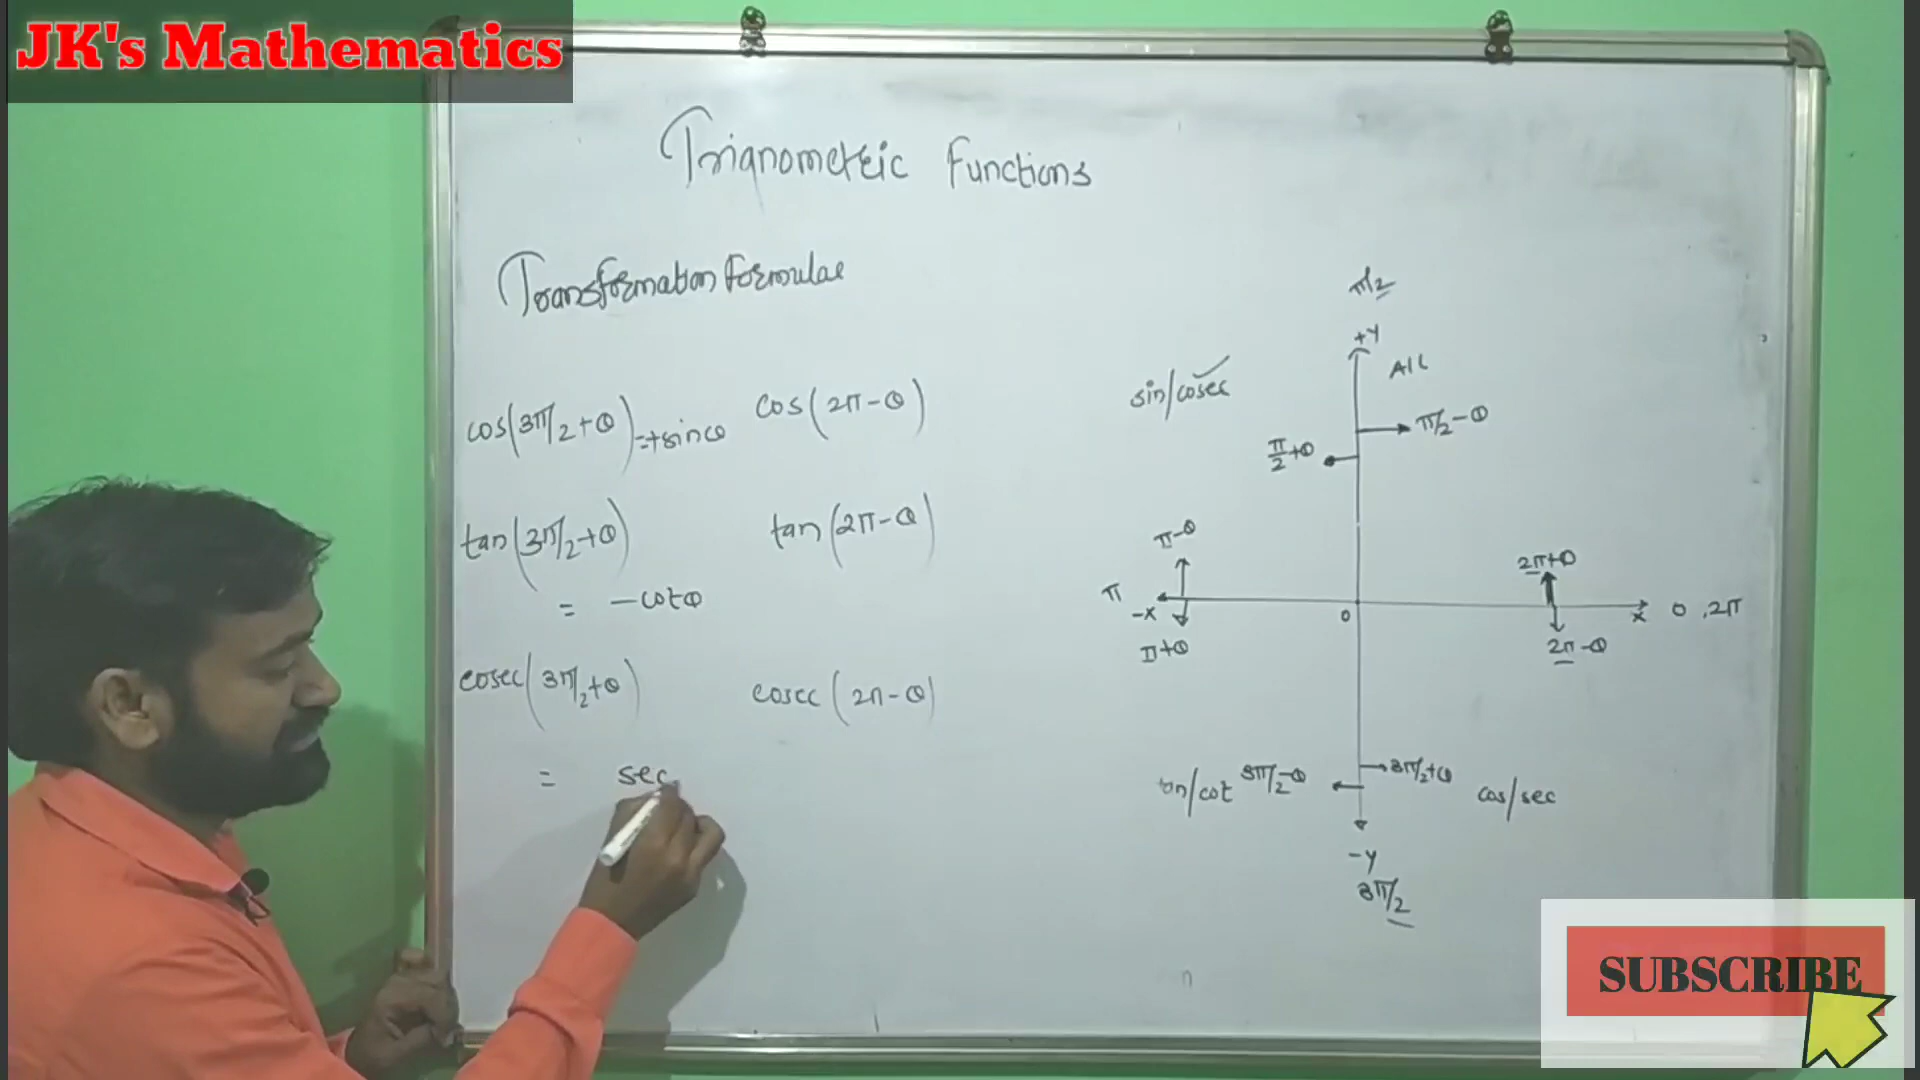 JK's Mathematics
Trignometric Functions
Transformation Formulae
cos(3π/2+θ)=+sinθ
cos(2π-θ)
tan(3π/2+θ)
= -cotθ
tan(2π-θ)
cosec(3π/2+θ)
= sec
cosec(2π-θ)
π/2
+Y
All
sin/cosec
π/2-θ
π/2+θ
π-θ
2π+θ
π
-X
0
X
0,2π
π+θ
2π-θ
tan/cot
3π/2-θ
3π/2+θ
cos/sec
-Y
3π/2
SUBSCRIBE